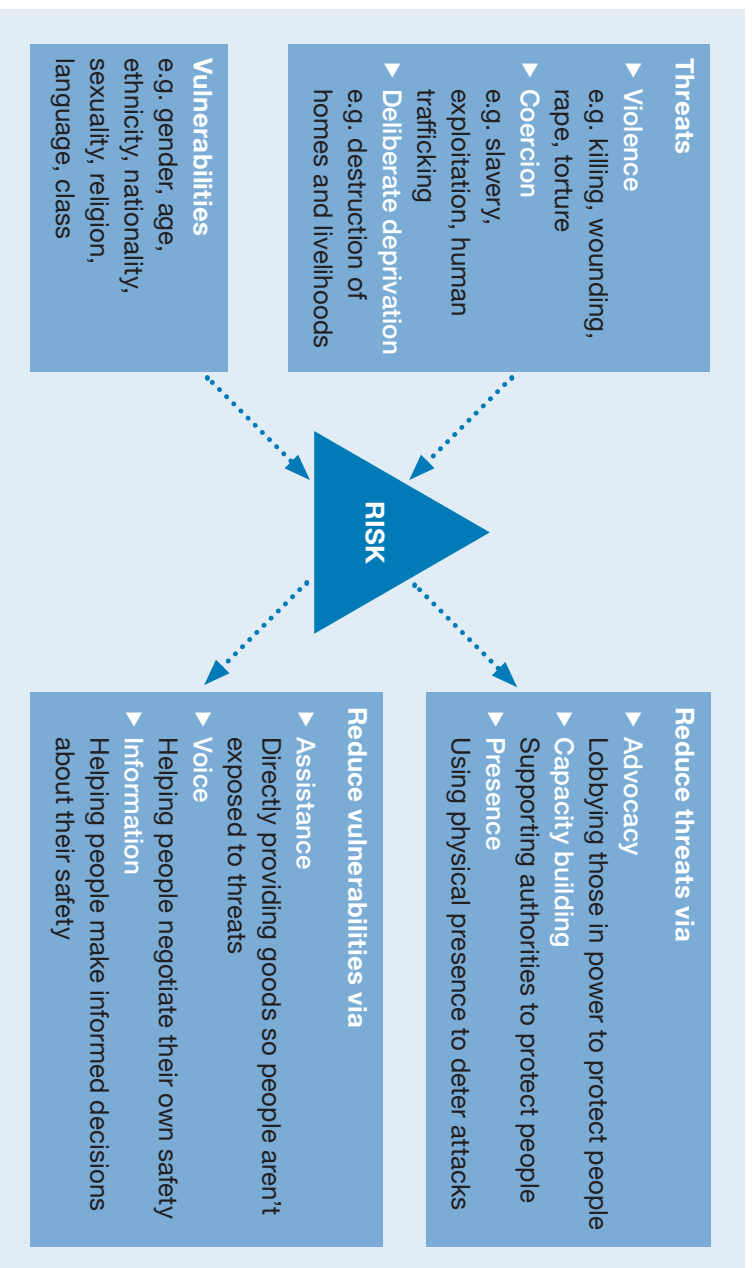 Threats
▶ Violence
e.g. killing, wounding,
rape, torture
▶ Coercion
e.g. slavery,
exploitation, human
trafficking
▶ Deliberate deprivation
e.g. destruction of
homes and livelihoods
Vulnerabilities
e.g. gender, age,
ethnicity, nationality,
sexuality, religion,
language, class
RISK
Reduce threats via
▶ Advocacy
Lobbying those in power to protect people
▶ Capacity building
Supporting authorities to protect people
▶ Presence
Using physical presence to deter attacks
Reduce vulnerabilities via
▶ Assistance
Directly providing goods so people aren’t
exposed to threats
▶ Voice
Helping people negotiate their own safety
▶ Information
Helping people make informed decisions
about their safety